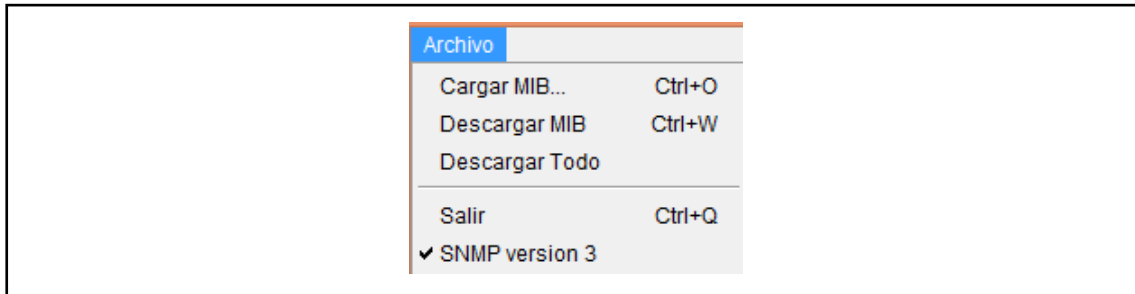 Archivo
Cargar MIB... Ctrl+O
Descargar MIB Ctrl+W
Descargar Todo
Salir Ctrl+Q
SNMP version 3